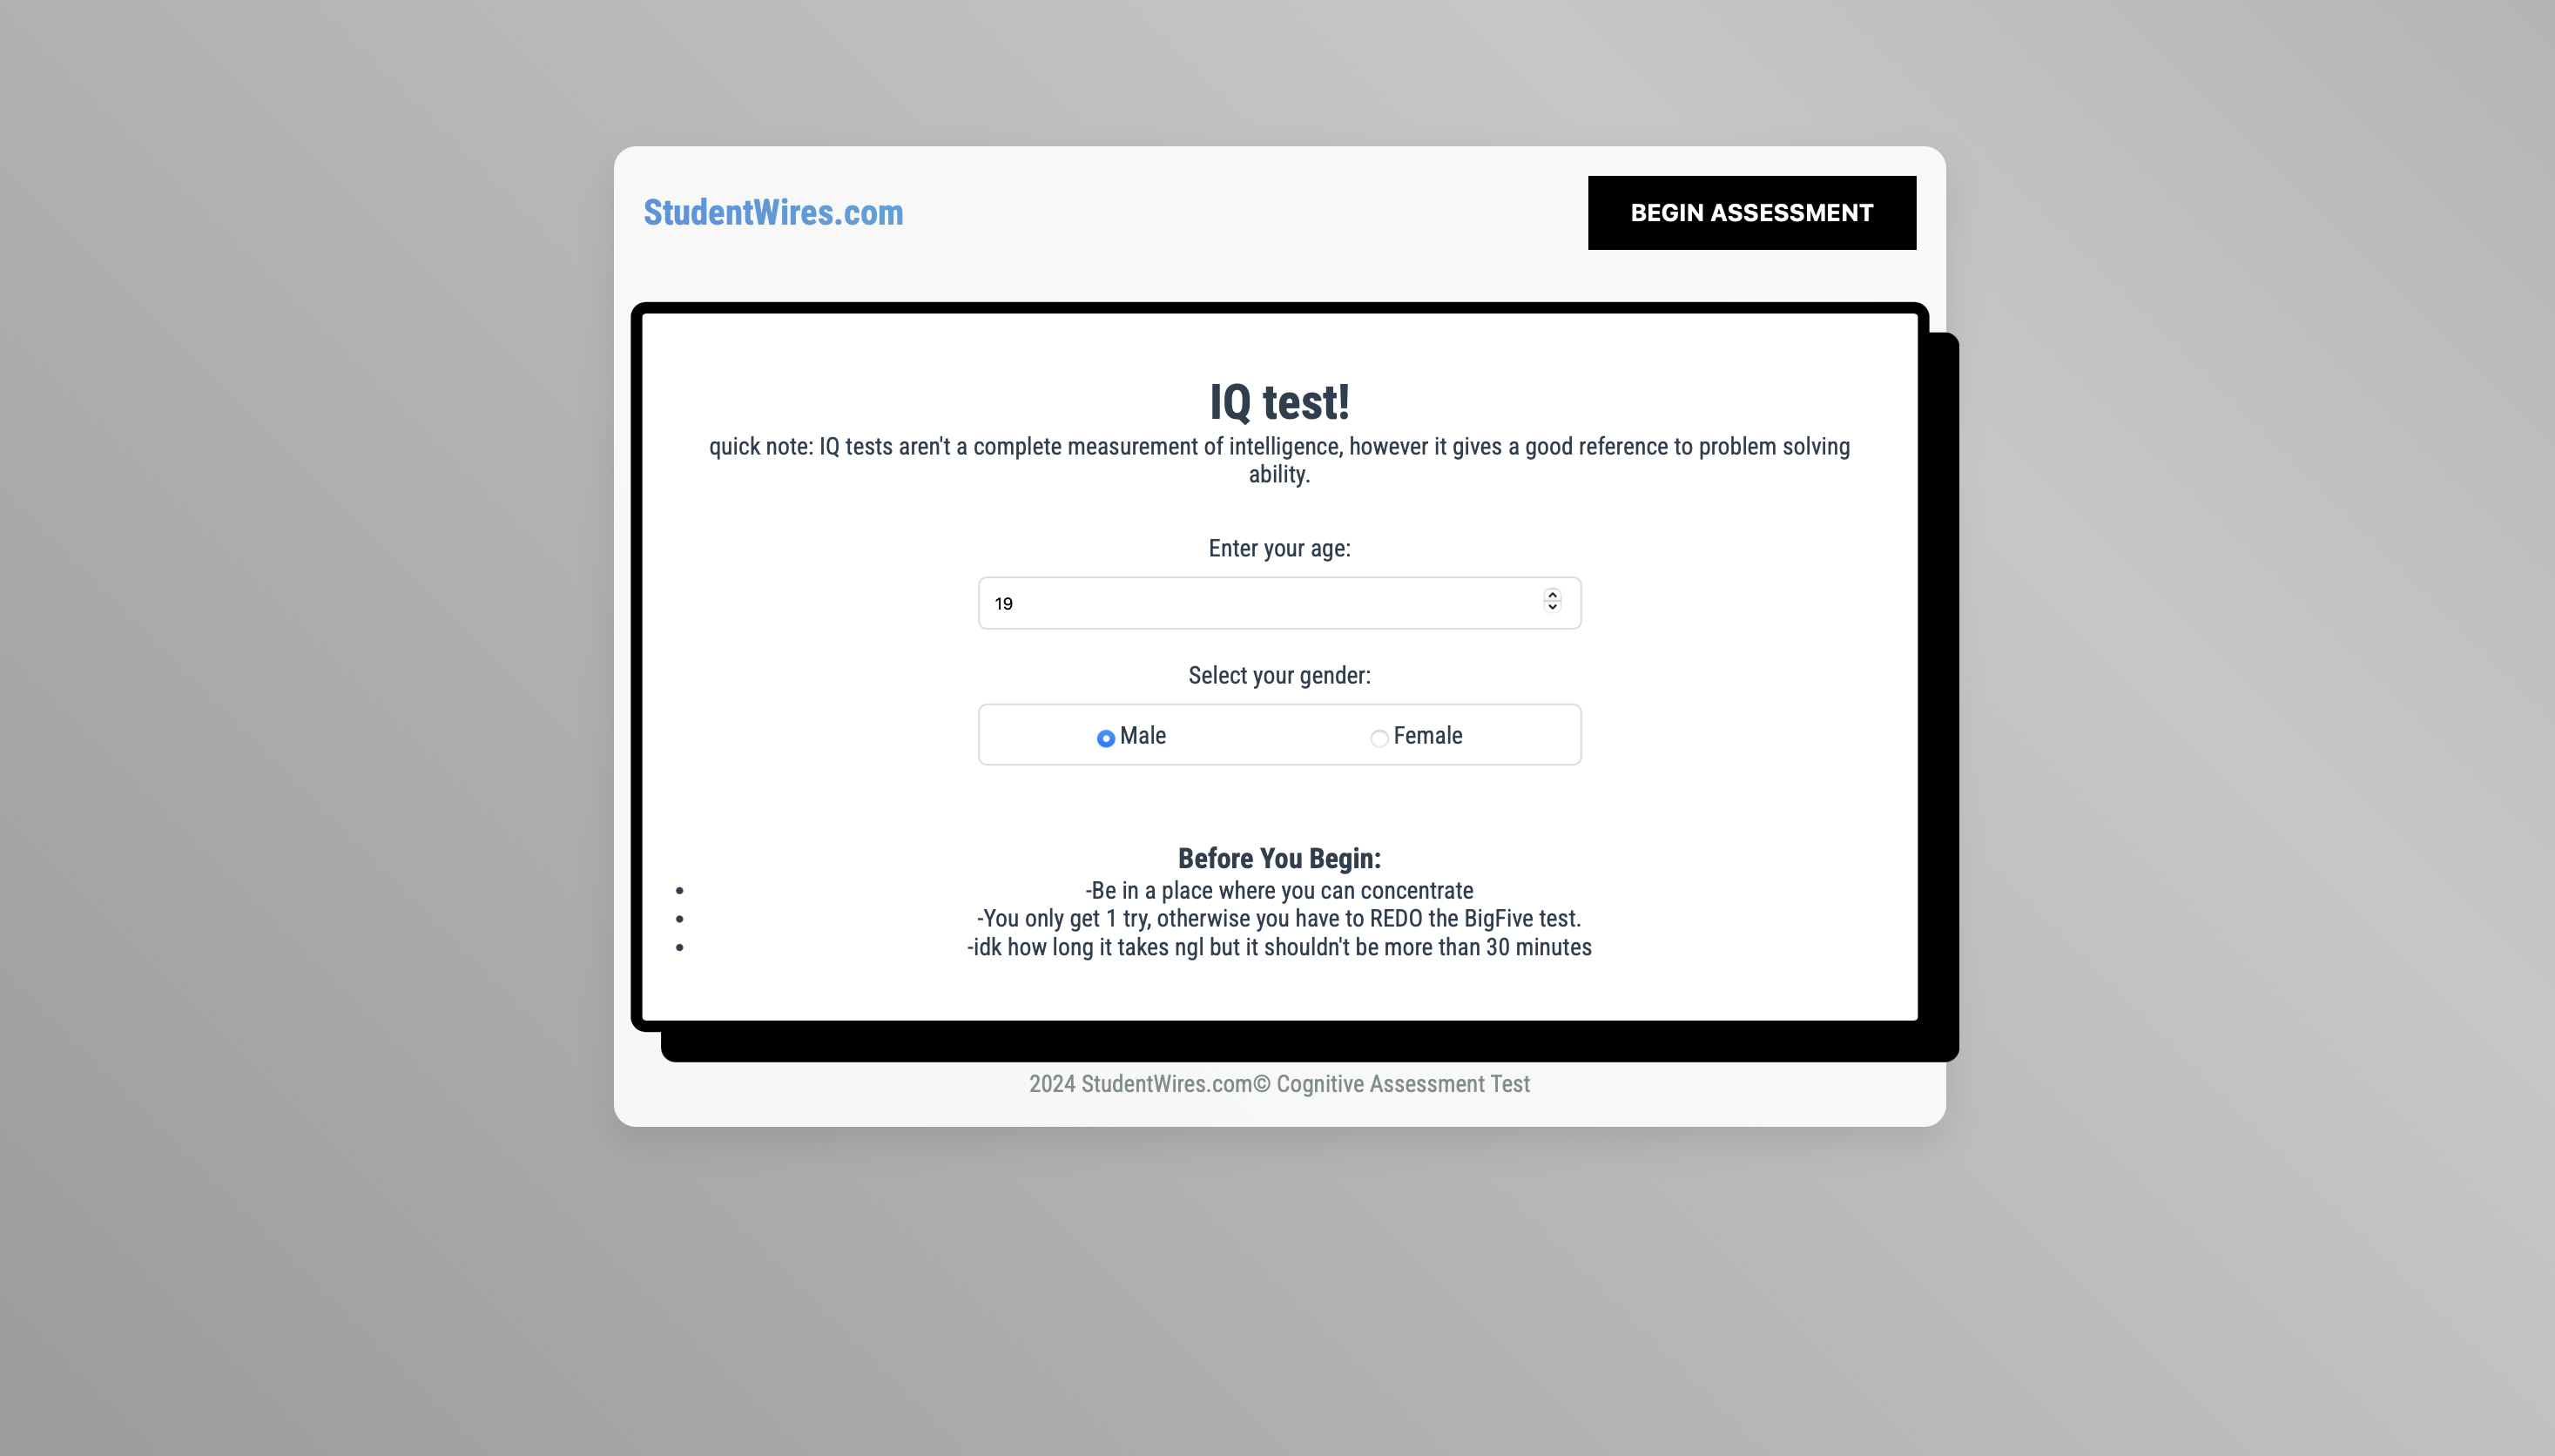 StudentWires.com
BEGIN ASSESSMENT
IQ test!
quick note: IQ tests aren't a complete measurement of intelligence, however it gives a good reference to problem solving
ability.
Enter your age:
19
Select your gender:
Male Female
Before You Begin:
• -Be in a place where you can concentrate
• -You only get 1 try, otherwise you have to REDO the BigFive test.
• -idk how long it takes ngl but it shouldn't be more than 30 minutes
2024 StudentWires.com© Cognitive Assessment Test